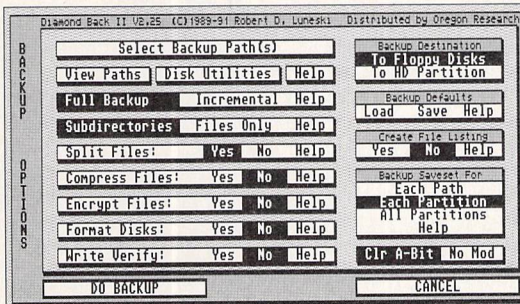 Diamond Back II V2.25 (C)1989-91 Robert D. Luneski Distributed by Oregon Research
BACKUP OPTIONS
Select Backup Path(s)
View Paths Disk Utilities Help
Full Backup Incremental Help
Subdirectories Files Only Help
Split Files: Yes No Help
Compress Files: Yes No Help
Encrypt Files: Yes No Help
Format Disks: Yes No Help
Write Verify: Yes No Help
Backup Destination
To Floppy Disks
To HD Partition
Backup Defaults
Load Save Help
Create File Listing
Yes No Help
Backup Saveset For
Each Path
Each Partition
All Partitions
Help
Clr A-Bit No Mod
DO BACKUP CANCEL